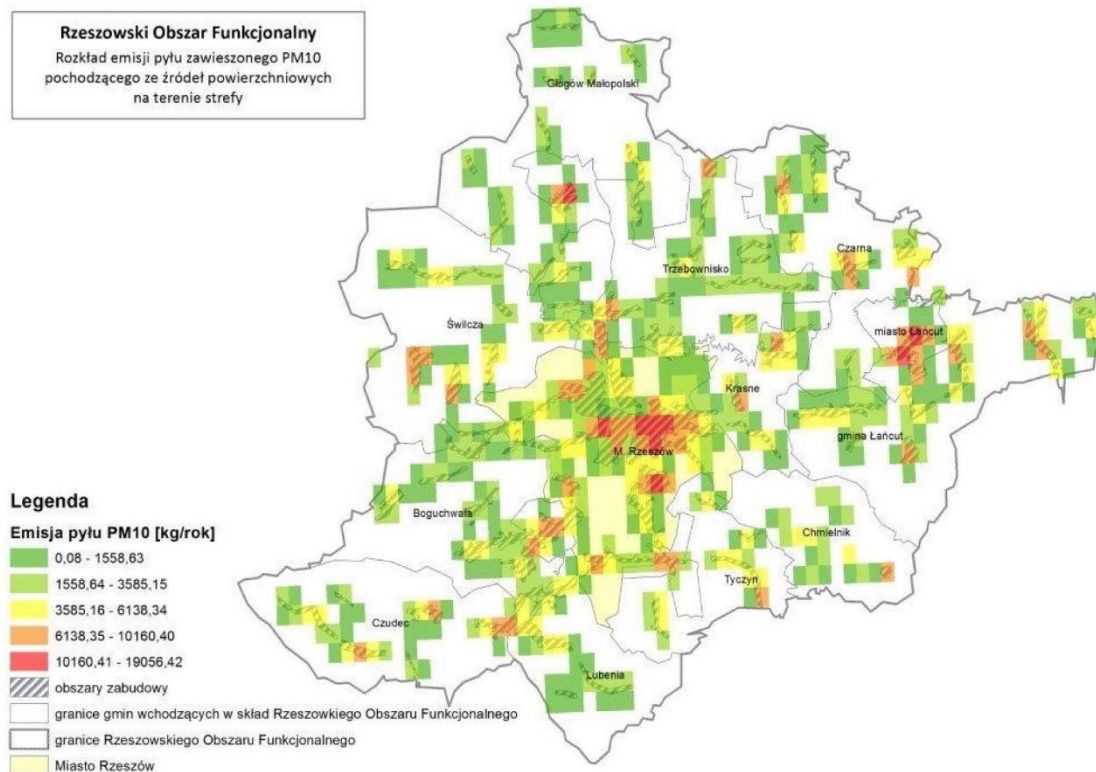 Rzeszowski Obszar Funkcjonalny
Rozkład emisji pyłu zawieszonego PM10
pochodzącego ze źródeł powierzchniowych
na terenie strefy
Głogów Małopolski
Czarna
Trzebownisko
Świlcza
miasto Łańcut
Krasne
gmina Łańcut
M. Rzeszów
Boguchwała
Chmielnik
Tyczyn
Czudec
Lubenia
Legenda
Emisja pyłu PM10 [kg/rok]
0,08 - 1558,63
1558,64 - 3585,15
3585,16 - 6138,34
6138,35 - 10160,40
10160,41 - 19056,42
obszary zabudowy
granice gmin wchodzących w skład Rzeszowkiego Obszaru Funkcjonalnego
granice Rzeszowskiego Obszaru Funkcjonalnego
Miasto Rzeszów